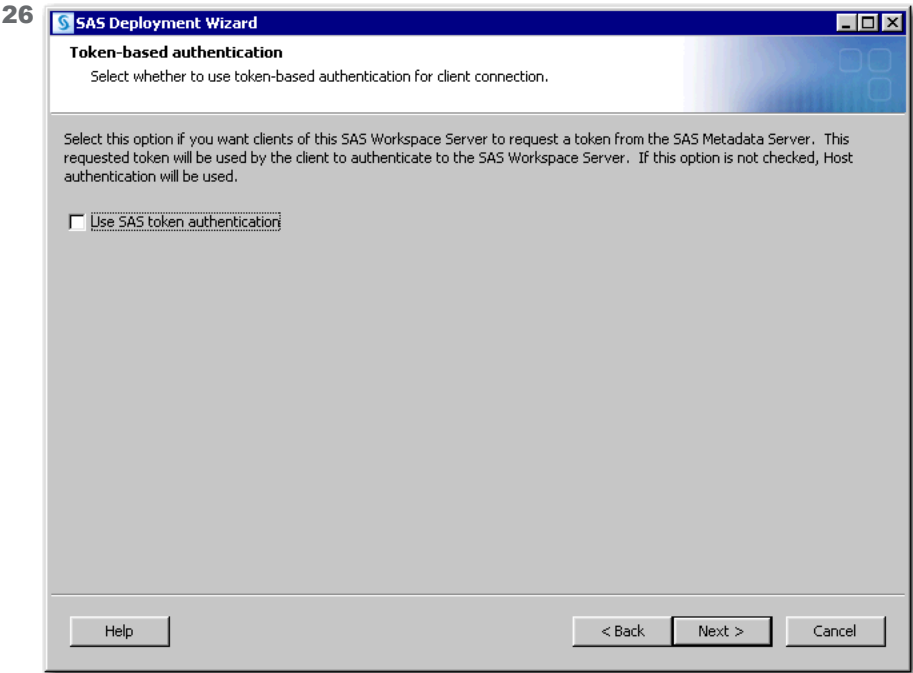 26
SAS Deployment Wizard
Token-based authentication
Select whether to use token-based authentication for client connection.
Select this option if you want clients of this SAS Workspace Server to request a token from the SAS Metadata Server. This
requested token will be used by the client to authenticate to the SAS Workspace Server. If this option is not checked, Host
authentication will be used.
Use SAS token authentication
Help
< Back
Next >
Cancel